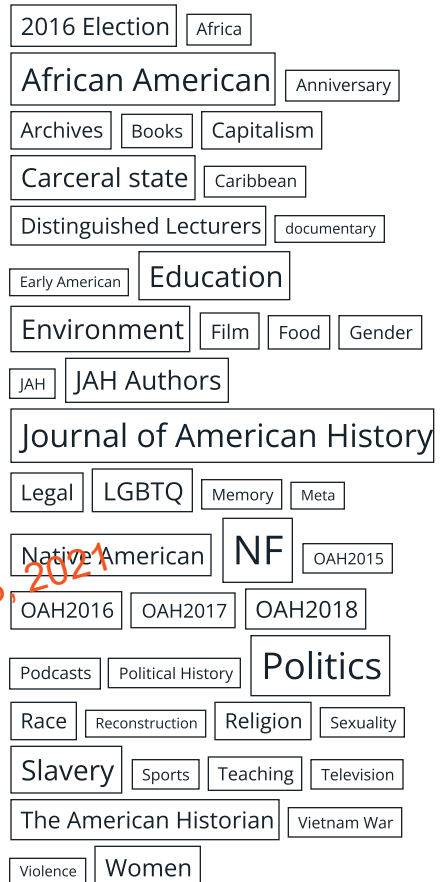 2016 Election Africa
African American Anniversary
Archives Books Capitalism
Carceral state Caribbean
Distinguished Lecturers documentary
Early American Education
Environment Film Food Gender
JAH JAH Authors
Journal of American History
Legal LGBTQ Memory Meta
Native American NF OAH2015
, 2021
OAH2016 OAH2017 OAH2018
Podcasts Political History Politics
Race Reconstruction Religion Sexuality
Slavery Sports Teaching Television
The American Historian Vietnam War
Violence Women